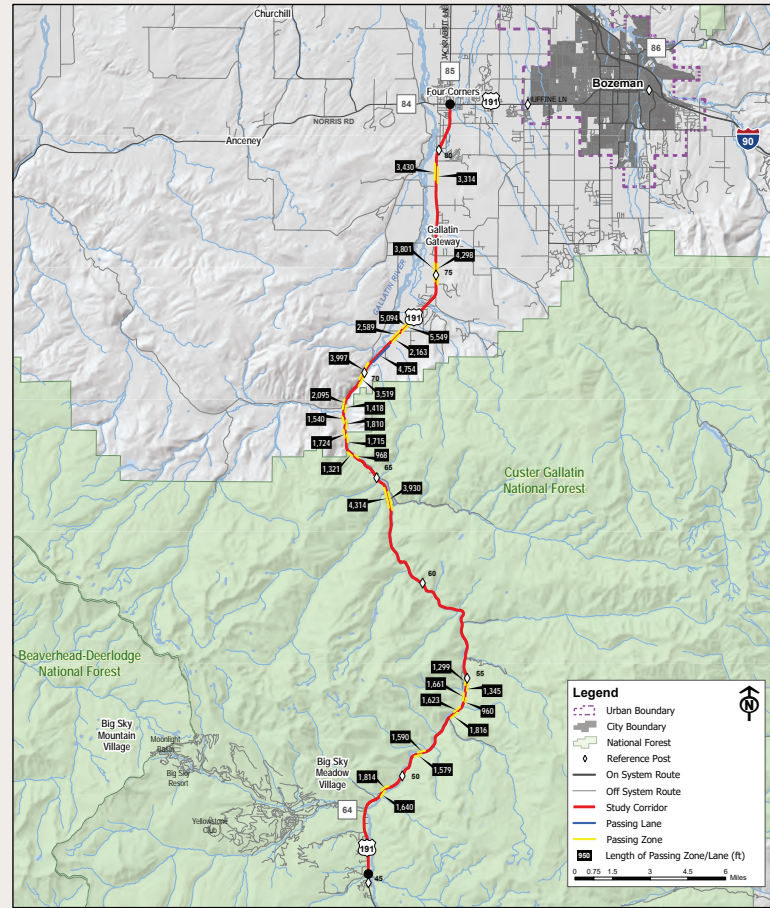 Churchill
JACKRABBIT LN
86
85
Bozeman
Four Corners
84
191
HUFFINE LN
NORRIS RD
Anceney
90
80
3,430
3,314
Gallatin
Gateway
3,801
4,298
75
GALLATIN RIVER
5,094
191
2,589
5,549
2,163
3,997
4,754
70
3,519
2,095
1,418
1,540
1,810
1,724
1,715
968
1,321
65
Custer Gallatin
National Forest
3,930
4,314
60
Beaverhead-Deerlodge
National Forest
1,299
55
1,661
1,345
1,623
960
1,816
Big Sky
Mountain
Village
Moonlight
Basin
Big Sky
Resort
1,590
1,579
Big Sky
Meadow
Village
50
1,814
1,640
64
Yellowstone
Club
191
45
Legend
N
Urban Boundary
City Boundary
National Forest
Reference Post
On System Route
Off System Route
Study Corridor
Passing Lane
Passing Zone
950 Length of Passing Zone/Lane (ft)
0 0.75 1.5 3 4.5 6
Miles